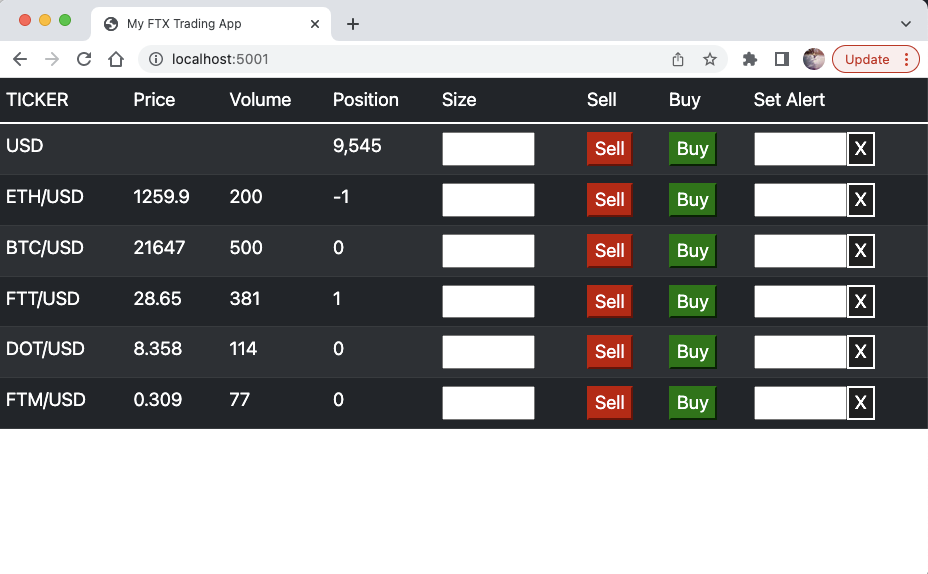 My FTX Trading App
localhost:5001
Update
TICKER Price Volume Position Size Sell Buy Set Alert
USD 9,545 Sell Buy X
ETH/USD 1259.9 200 -1 Sell Buy X
BTC/USD 21647 500 0 Sell Buy X
FTT/USD 28.65 381 1 Sell Buy X
DOT/USD 8.358 114 0 Sell Buy X
FTM/USD 0.309 77 0 Sell Buy X